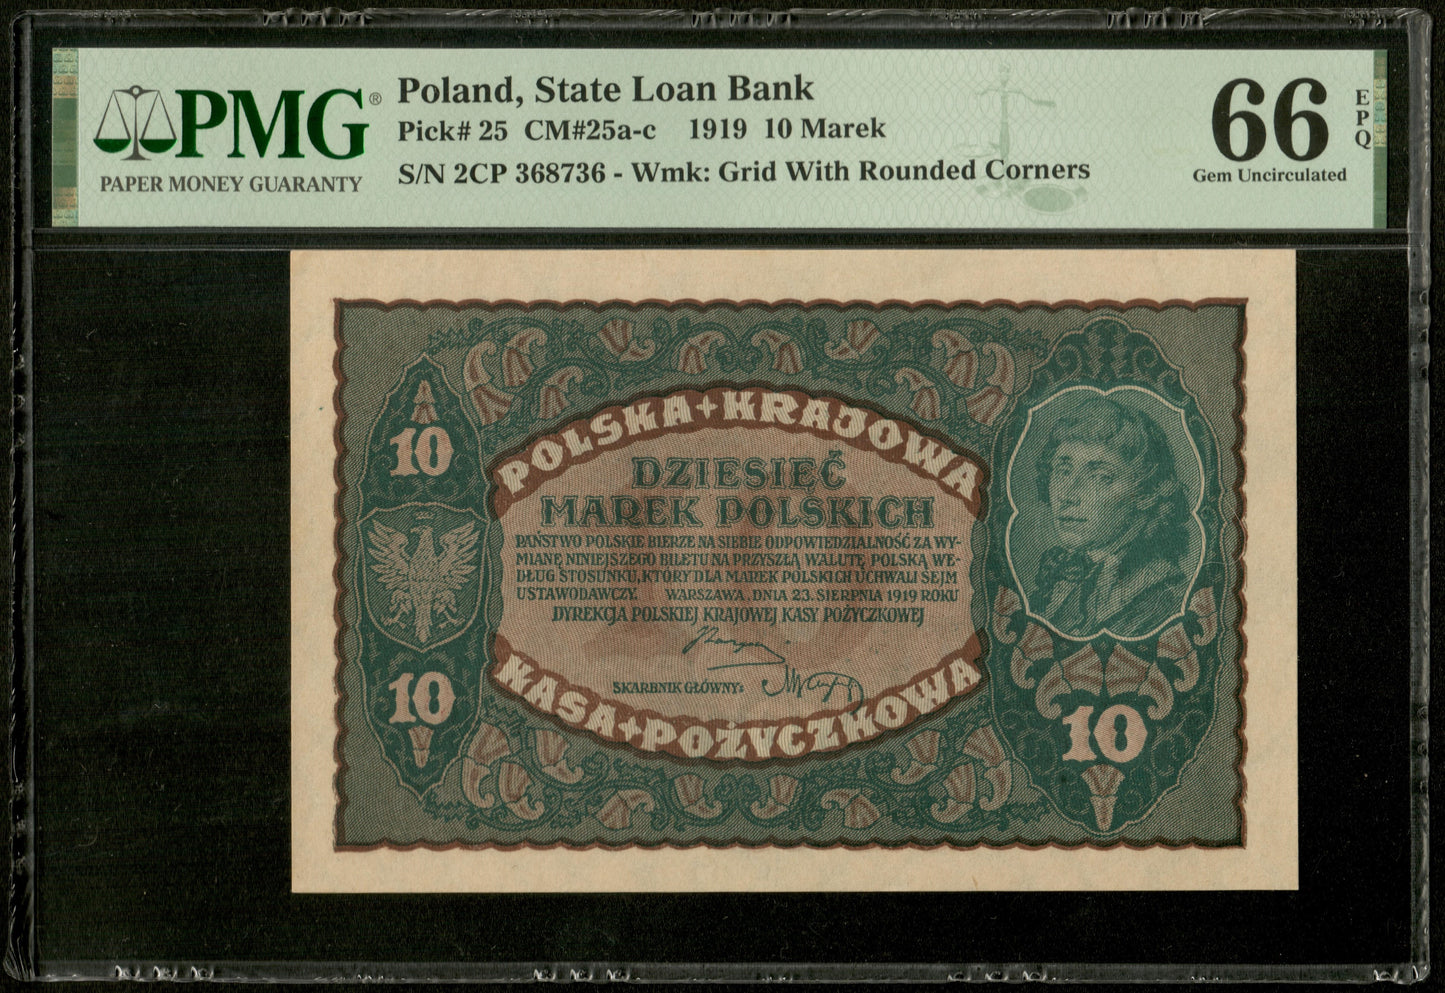 PMG®
PAPER MONEY GUARANTY
Poland, State Loan Bank
Pick# 25 CM#25a-c 1919 10 Marek
S/N 2CP 368736 - Wmk: Grid With Rounded Corners
66
EPQ
Gem Uncirculated
POLSKA + KRAJOWA
10
DZIESIĘĆ
MAREK POLSKICH
PAŃSTWO POLSKIE BIERZE NA SIEBIE ODPOWIEDZIALNOŚĆ ZA WY-
MIANĘ NINIEJSZEGO BILETU NA PRZYSZŁĄ WALUTĘ POLSKĄ WE-
DŁUG STOSUNKU, KTÓRY DLA MAREK POLSKICH UCHWALI SEJM
USTAWODAWCZY. WARSZAWA, DNIA 23. SIERPNIA 1919 ROKU
DYREKCJA POLSKIEJ KRAJOWEJ KASY POŻYCZKOWEJ
SKARBNIK GŁÓWNY:
10
KASA + POŻYCZKOWA
10